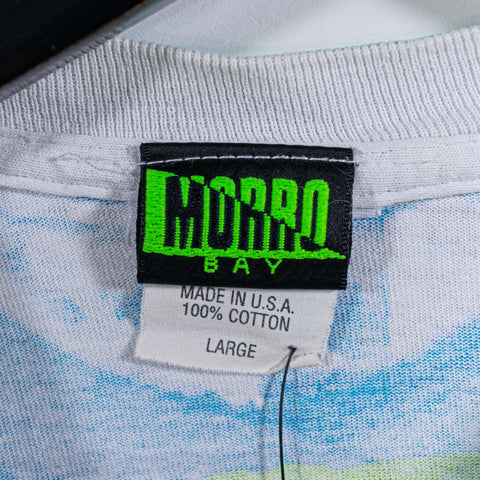 MORRO
BAY
MADE IN U.S.A.
100% COTTON
LARGE